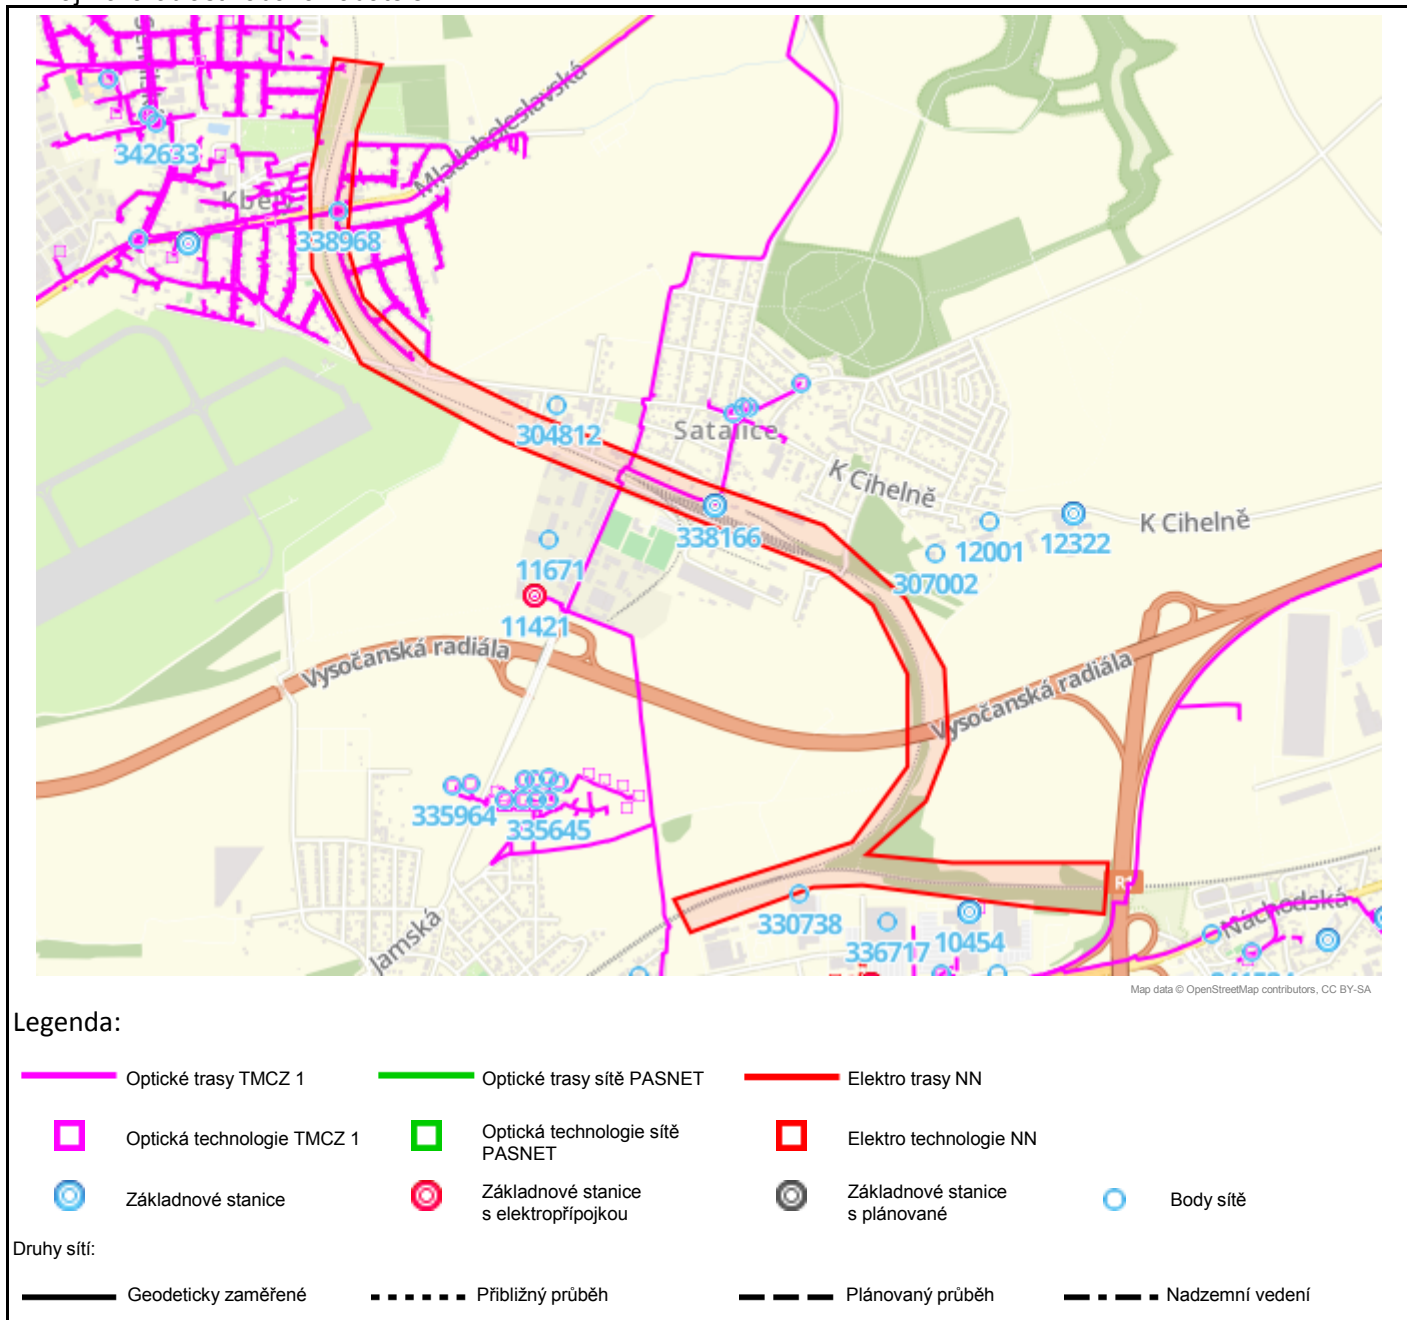 Mladoboleslavská
342633
Kbely
338968
304812
Satalice
K Cihelně
K Cihelně
338166
12001
12322
307002
11671
11421
Vysočanská radiála
Vysočanská radiála
335964
335645
Jamská
330738
336717
10454
Náchodská
Map data © OpenStreetMap contributors, CC BY-SA
Legenda:
Optické trasy TMCZ 1
Optické trasy sítě PASNET
Elektro trasy NN
Optická technologie TMCZ 1
Optická technologie sítě
PASNET
Elektro technologie NN
Základnové stanice
Základnové stanice
s elektropřípojkou
Základnové stanice
s plánované
Body sítě
Druhy sítí:
Geodeticky zaměřené
Přibližný průběh
Plánovaný průběh
Nadzemní vedení